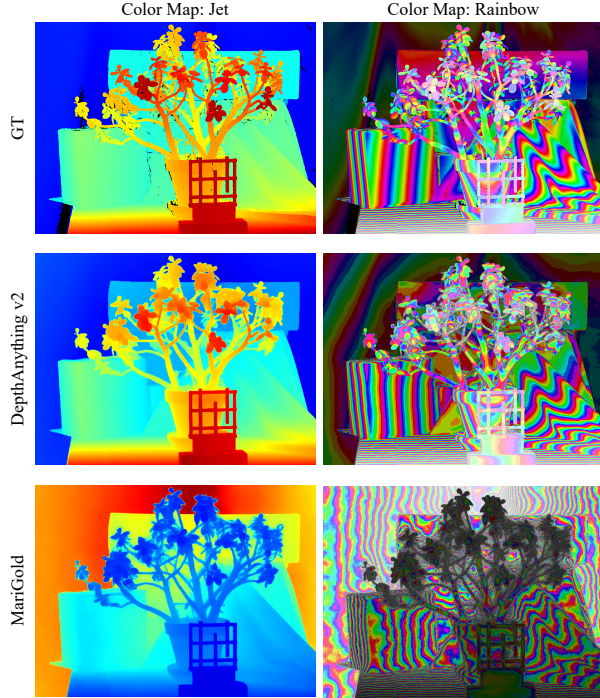 Color Map: Jet
Color Map: Rainbow
GT
DepthAnything v2
MariGold